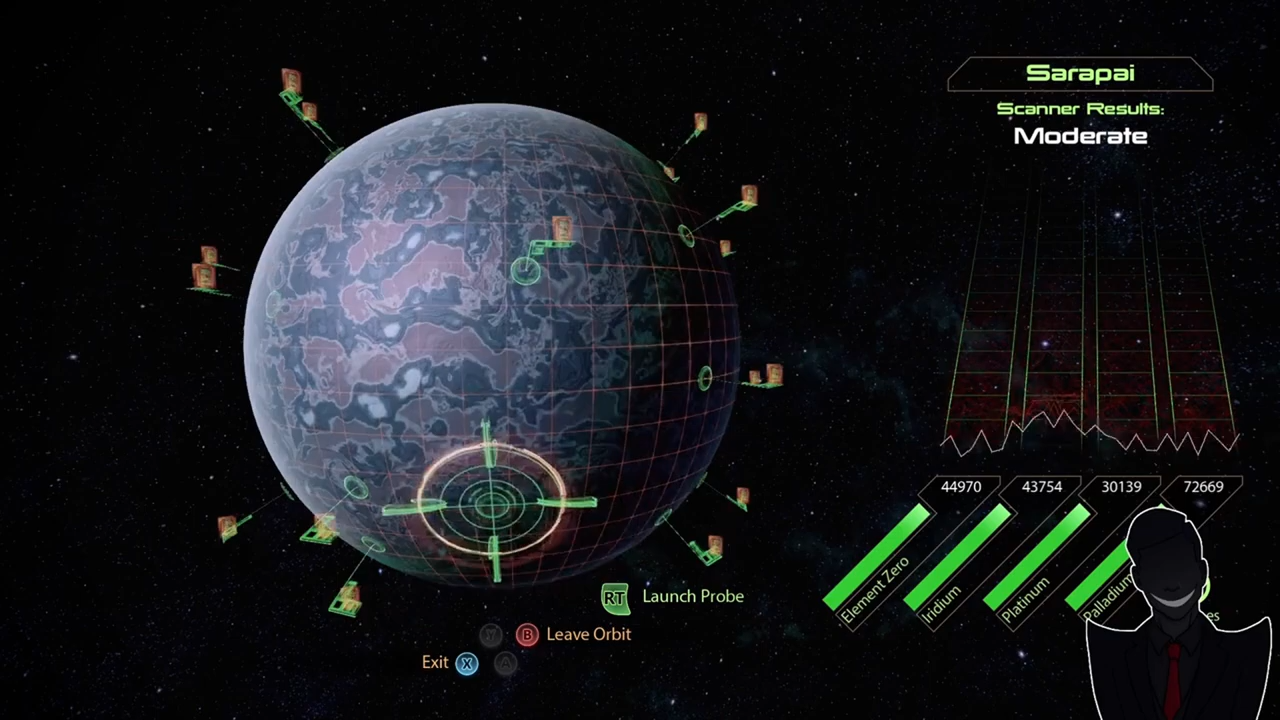 Sarapai
Scanner Results:
Moderate
44970
43754
30139
72669
Element Zero
Iridium
Platinum
Palladium
RT
Launch Probe
Y
B
Leave Orbit
Exit
X
A